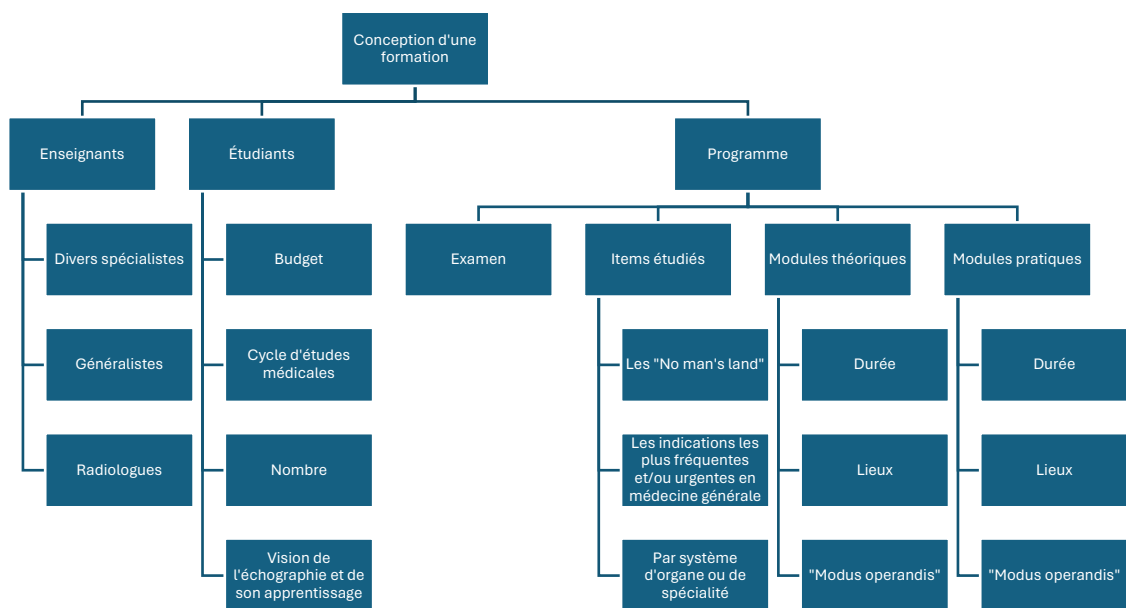 Conception d'une
formation
Enseignants
Étudiants
Programme
Divers spécialistes
Budget
Examen
Items étudiés
Modules théoriques
Modules pratiques
Généralistes
Cycle d'études
médicales
Les "No man's land"
Durée
Durée
Radiologues
Nombre
Les indications les
plus fréquentes
et/ou urgentes en
médecine générale
Lieux
Lieux
Vision de
l'échographie et de
son apprentissage
Par système
d'organe ou de
spécialité
"Modus operandis"
"Modus operandis"